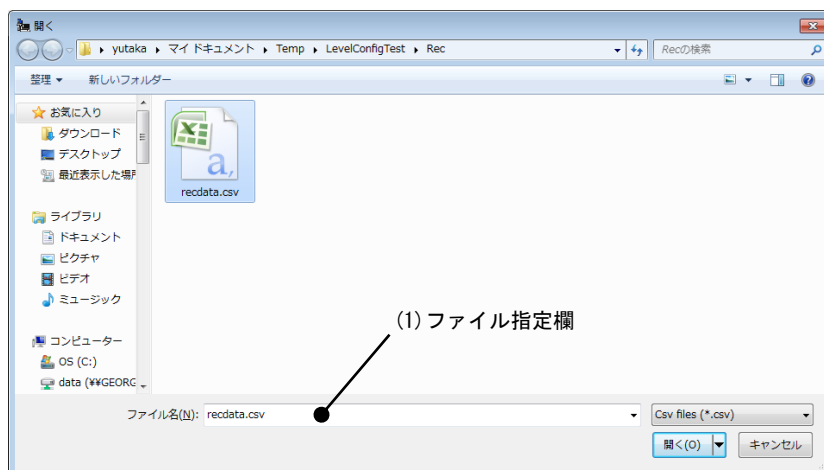 開く
yutaka ▸ マイ ドキュメント ▸ Temp ▸ LevelConfigTest ▸ Rec
Recの検索
整理 ▼ 新しいフォルダー
お気に入り
ダウンロード
デスクトップ
最近表示した場所
recdata.csv
ライブラリ
ドキュメント
ピクチャ
ビデオ
ミュージック
(1)ファイル指定欄
コンピューター
OS (C:)
data (¥¥GEORG
ファイル名(N): recdata.csv
Csv files (*.csv)
開く(O) キャンセル